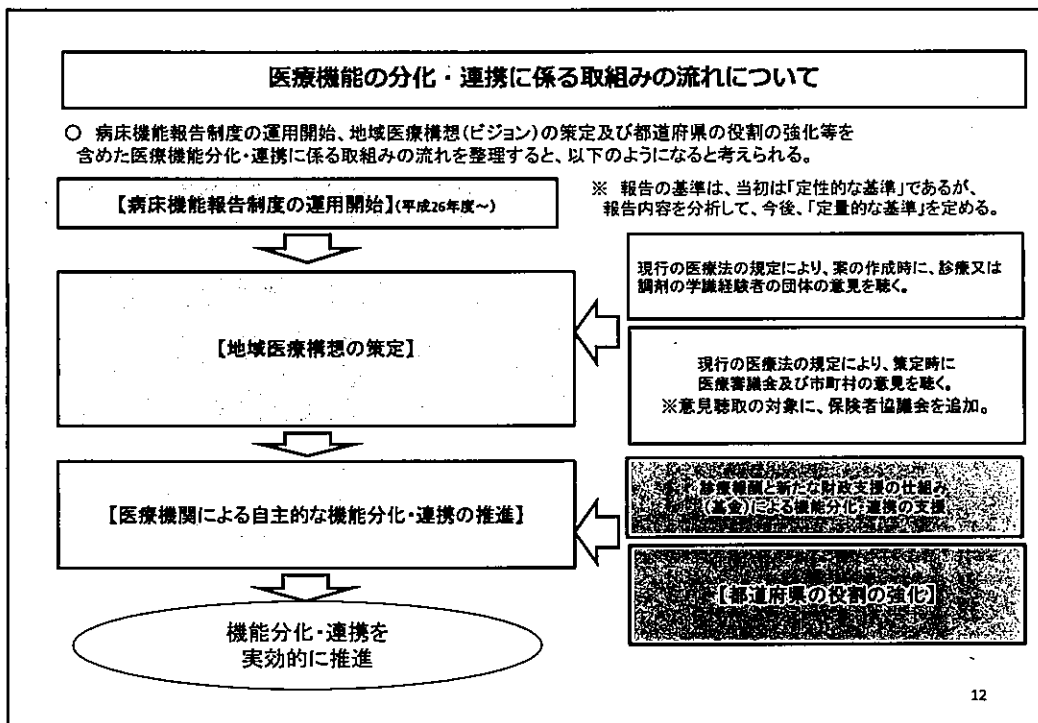 医療機能の分化・連携に係る取組みの流れについて
○ 病床機能報告制度の運用開始、地域医療構想(ビジョン)の策定及び都道府県の役割の強化等を
含めた医療機能分化・連携に係る取組みの流れを整理すると、以下のようになると考えられる。
【病床機能報告制度の運用開始】(平成26年度~)
※ 報告の基準は、当初は「定性的な基準」であるが、
報告内容を分析して、今後、「定量的な基準」を定める。
現行の医療法の規定により、案の作成時に、診療又は
調剤の学識経験者の団体の意見を聴く。
【地域医療構想の策定】
現行の医療法の規定により、策定時に
医療審議会及び市町村の意見を聴く。
※意見聴取の対象に、保険者協議会を追加。
【医療機関による自主的な機能分化・連携の推進】
診療報酬と新たな財政支援の仕組み
(基金)による機能分化・連携の支援
【都道府県の役割の強化】
機能分化・連携を
実効的に推進
12